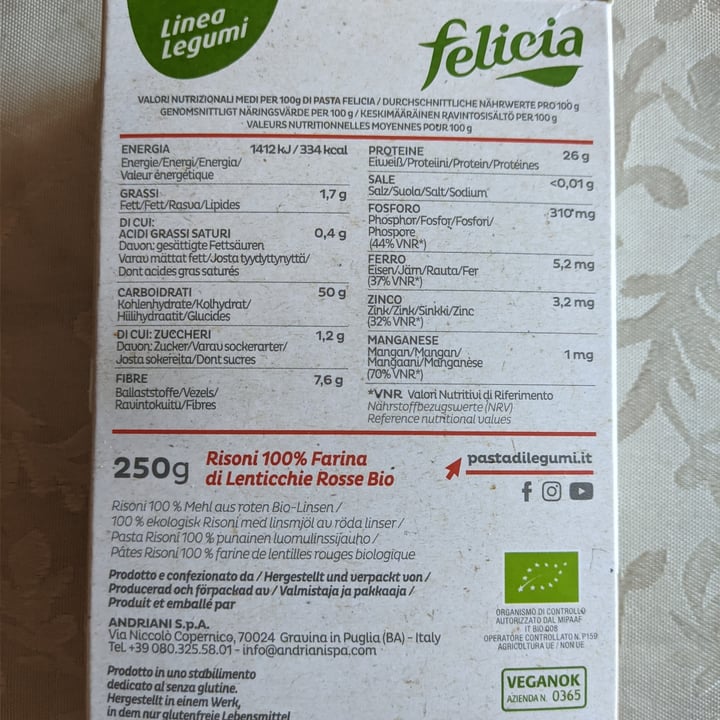 Linea
Legumi
felicia
VALORI NUTRIZIONALI MEDI PER 100g DI PASTA FELICIA / DURCHSCHNITTLICHE NÄHRWERTE PRO 100 g
GENOMSNITTLIGT NÄRINGSVÄRDE PER 100 g / KESKIMÄÄRÄINEN RAVINTOSISÄLTÖ PER 100 g
VALEURS NUTRITIONNELLES MOYENNES POUR 100 g
ENERGIA 1412 kJ / 334 kcal
Energie/Energi/Energia/
Valeur énergétique
GRASSI 1,7 g
Fett/Fett/Rasva/Lipides
DI CUI:
ACIDI GRASSI SATURI 0,4 g
Davon: gesättigte Fettsäuren
Varav mättat fett/Josta tyydyttynyttä/
Dont acides gras saturés
CARBOIDRATI 50 g
Kohlenhydrate/Kolhydrat/
Hiilihydraatit/Glucides
DI CUI: ZUCCHERI 1,2 g
Davon: Zucker/Varav sockerarter/
Josta sokereita/Dont sucres
FIBRE 7,6 g
Ballaststoffe/Vezels/
Ravintokuitu/Fibres
PROTEINE 26 g
Eiweiß/Proteiini/Protein/Protéines
SALE <0,01 g
Salz/Suola/Salt/Sodium
FOSFORO 310 mg
Phosphor/Fosfor/Fosfori/
Phospore
(44% VNR*)
FERRO 5,2 mg
Eisen/Järn/Rauta/Fer
(37% VNR*)
ZINCO 3,2 mg
Zink/Zink/Sinkki/Zinc
(32% VNR*)
MANGANESE 1 mg
Mangan/Mangan/
Mangaani/Manganèse
(70% VNR*)
*VNR Valori Nutritivi di Riferimento
Nährstoffbezugswerte (NRV)
Reference nutritional values
250g
Risoni 100% Farina
di Lenticchie Rosse Bio
pastadilegumi.it
Risoni 100 % Mehl aus roten Bio-Linsen /
100 % ekologisk Risoni med linsmjöl av röda linser /
Pasta Risoni 100 % punainen luomulinssijauho /
Pâtes Risoni 100 % farine de lentilles rouges biologique
Prodotto e confezionato da / Hergestellt und verpackt von /
Producerad och förpackad av / Valmistaja ja pakkaaja /
Produit et emballé par
ANDRIANI S.p.A.
Via Niccolò Copernico, 70024 Gravina in Puglia (BA) - Italy
Tel. +39 080.325.58.01 - info@andrianispa.com
Prodotto in uno stabilimento
dedicato al senza glutine.
Hergestellt in einem Werk,
in dem nur glutenfreie Lebensmittel
ORGANISMO DI CONTROLLO
AUTORIZZATO DAL MIPAAF
IT BIO 008
OPERATORE CONTROLLATO N. P159
AGRICOLTURA UE / NON UE
VEGANOK
AZIENDA N. 0365